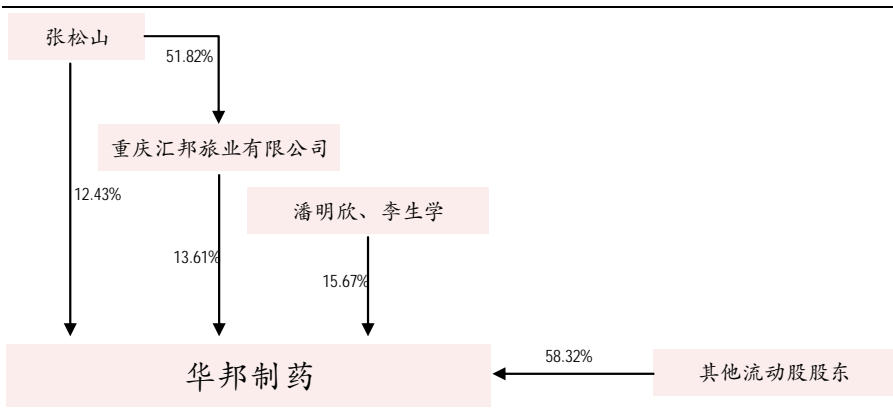 张松山
51.82%
重庆汇邦旅业有限公司
12.43%
潘明欣、李生学
13.61%
15.67%
58.32%
华邦制药
其他流动股股东